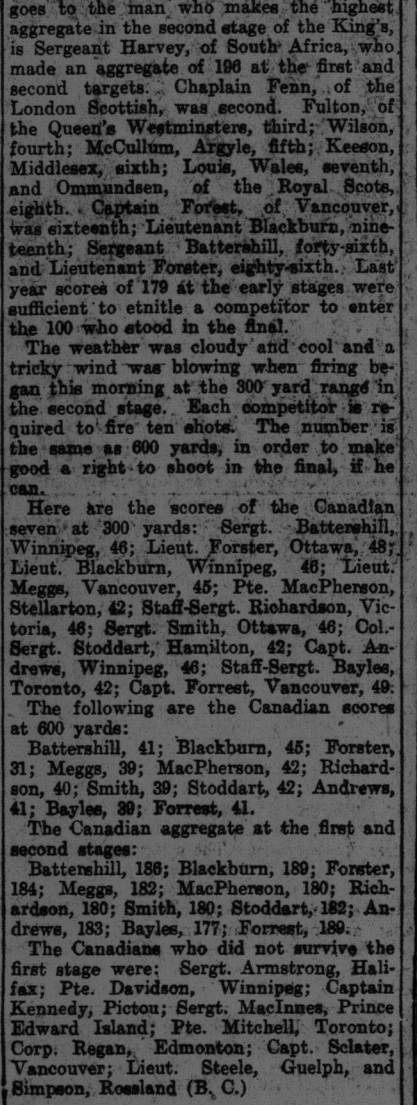 goes to the man who makes the highest
aggregate in the second stage of the King's,
is Sergeant Harvey, of South Africa, who
made an aggregate of 196 at the first and
second targets. Chaplain Fenn, of the
London Scottish, was second. Fulton, of
the Queen's Westminsters, third; Wilson,
fourth; McCullum, Argyle, fifth; Keeson,
Middlesex, sixth; Louis, Wales, seventh,
and Ommundsen, of the Royal Scots,
eighth. Captain Forest, of Vancouver,
was sixteenth; Lieutenant Blackburn, nine-
teenth; Sergeant Battershill, forty-sixth,
and Lieutenant Forster, eighty-sixth. Last
year scores of 179 at the early stages were
sufficient to etnitle a competitor to enter
the 100 who stood in the final.
The weather was cloudy and cool and a
tricky wind was blowing when firing be-
gan this morning at the 300 yard range in
the second stage. Each competitor is re-
quired to fire ten shots. The number is
the same as 600 yards, in order to make
good a right to shoot in the final, if he
can.
Here are the scores of the Canadian
seven at 300 yards: Sergt. Battershill,
Winnipeg, 46; Lieut. Forster, Ottawa, 48;
Lieut. Blackburn, Winnipeg, 46; Lieut.
Meggs, Vancouver, 45; Pte. MacPherson,
Stellarton, 42; Staff-Sergt. Richardson, Vic-
toria, 46; Sergt. Smith, Ottawa, 46; Col.-
Sergt. Stoddart, Hamilton, 42; Capt. An-
drews, Winnipeg, 46; Staff-Sergt. Bayles,
Toronto, 42; Capt. Forrest, Vancouver, 49.
The following are the Canadian scores
at 600 yards:
Battershill, 41; Blackburn, 45; Forster,
31; Meggs, 39; MacPherson, 42; Richard-
son, 40; Smith, 39; Stoddart, 42; Andrews,
41; Bayles, 39; Forrest, 41.
The Canadian aggregate at the first and
second stages:
Battershill, 186; Blackburn, 189; Forster,
184; Meggs, 182; MacPherson, 180; Rich-
ardson, 180; Smith, 180; Stoddart, 182; An-
drews, 183; Bayles, 177; Forrest, 189.
The Canadians who did not survive the
first stage were: Sergt. Armstrong, Hali-
fax; Pte. Davidson, Winnipeg; Captain
Kennedy, Pictou; Sergt. MacInnes, Prince
Edward Island; Pte. Mitchell, Toronto;
Corp. Regan, Edmonton; Capt. Sclater,
Vancouver; Lieut. Steele, Guelph, and
Simpson, Rossland (B. C.)